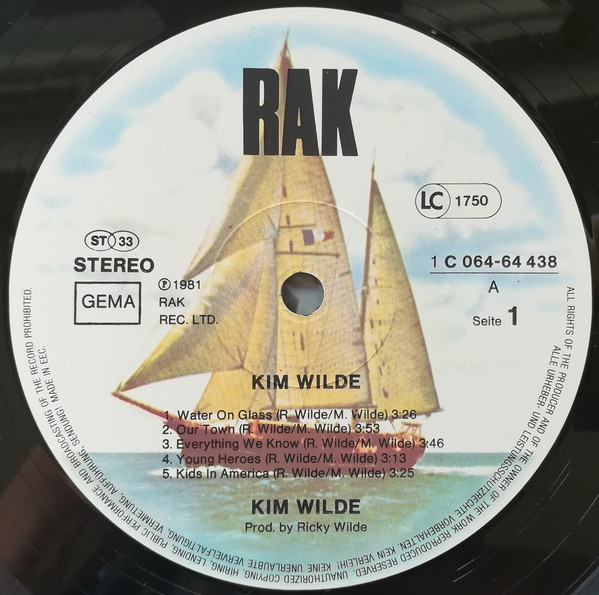 RAK
LC 1750
ST 33
STEREO
GEMA
℗ 1981
RAK
REC. LTD.
1 C 064-64 438
A
Seite 1
KIM WILDE
1. Water On Glass (R. Wilde/M. Wilde) 3:26
2. Our Town (R. Wilde/M. Wilde) 3:53
3. Everything We Know (R. Wilde/M. Wilde) 3:46
4. Young Heroes (R. Wilde/M. Wilde) 3:13
5. Kids In America (R. Wilde/M. Wilde) 3:25
KIM WILDE
Prod. by Ricky Wilde
ALL RIGHTS OF THE PRODUCER AND OF THE OWNER OF THE WORK REPRODUCED RESERVED. UNAUTHORIZED COPYING, HIRING, LENDING, PUBLIC PERFORMANCE AND BROADCASTING OF THE RECORD PROHIBITED.
ALLE URHEBER- UND LEISTUNGSSCHUTZRECHTE VORBEHALTEN. KEIN VERLEIH! KEINE UNERLAUBTE VERVIELFÄLTIGUNG, VERMIETUNG, AUFFÜHRUNG, SENDUNG! MADE IN EEC.